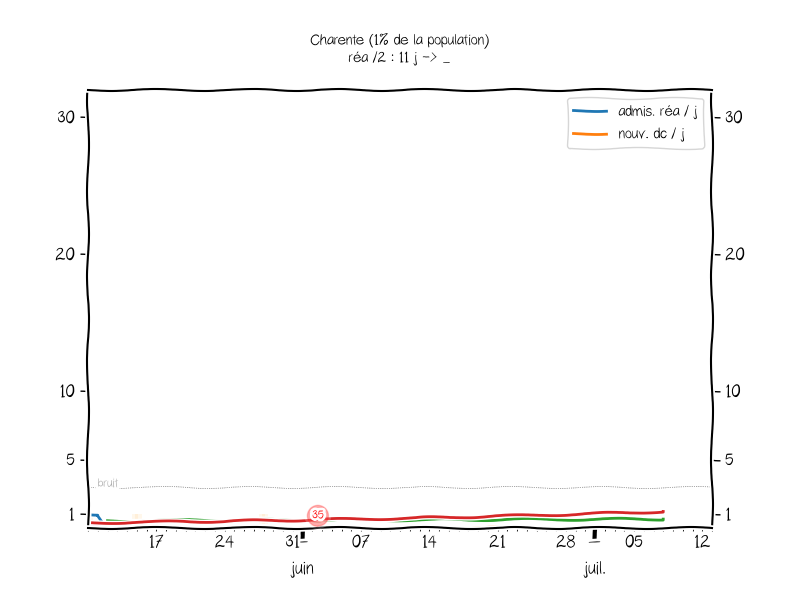 Charente (1% de la population)
réa /2 : 11 j -> _
admis. réa / j
nouv. dc / j
30
30
20
20
10
10
5
5
bruit
1
1
35
17
24
31
07
14
21
28
05
12
juin
juil.